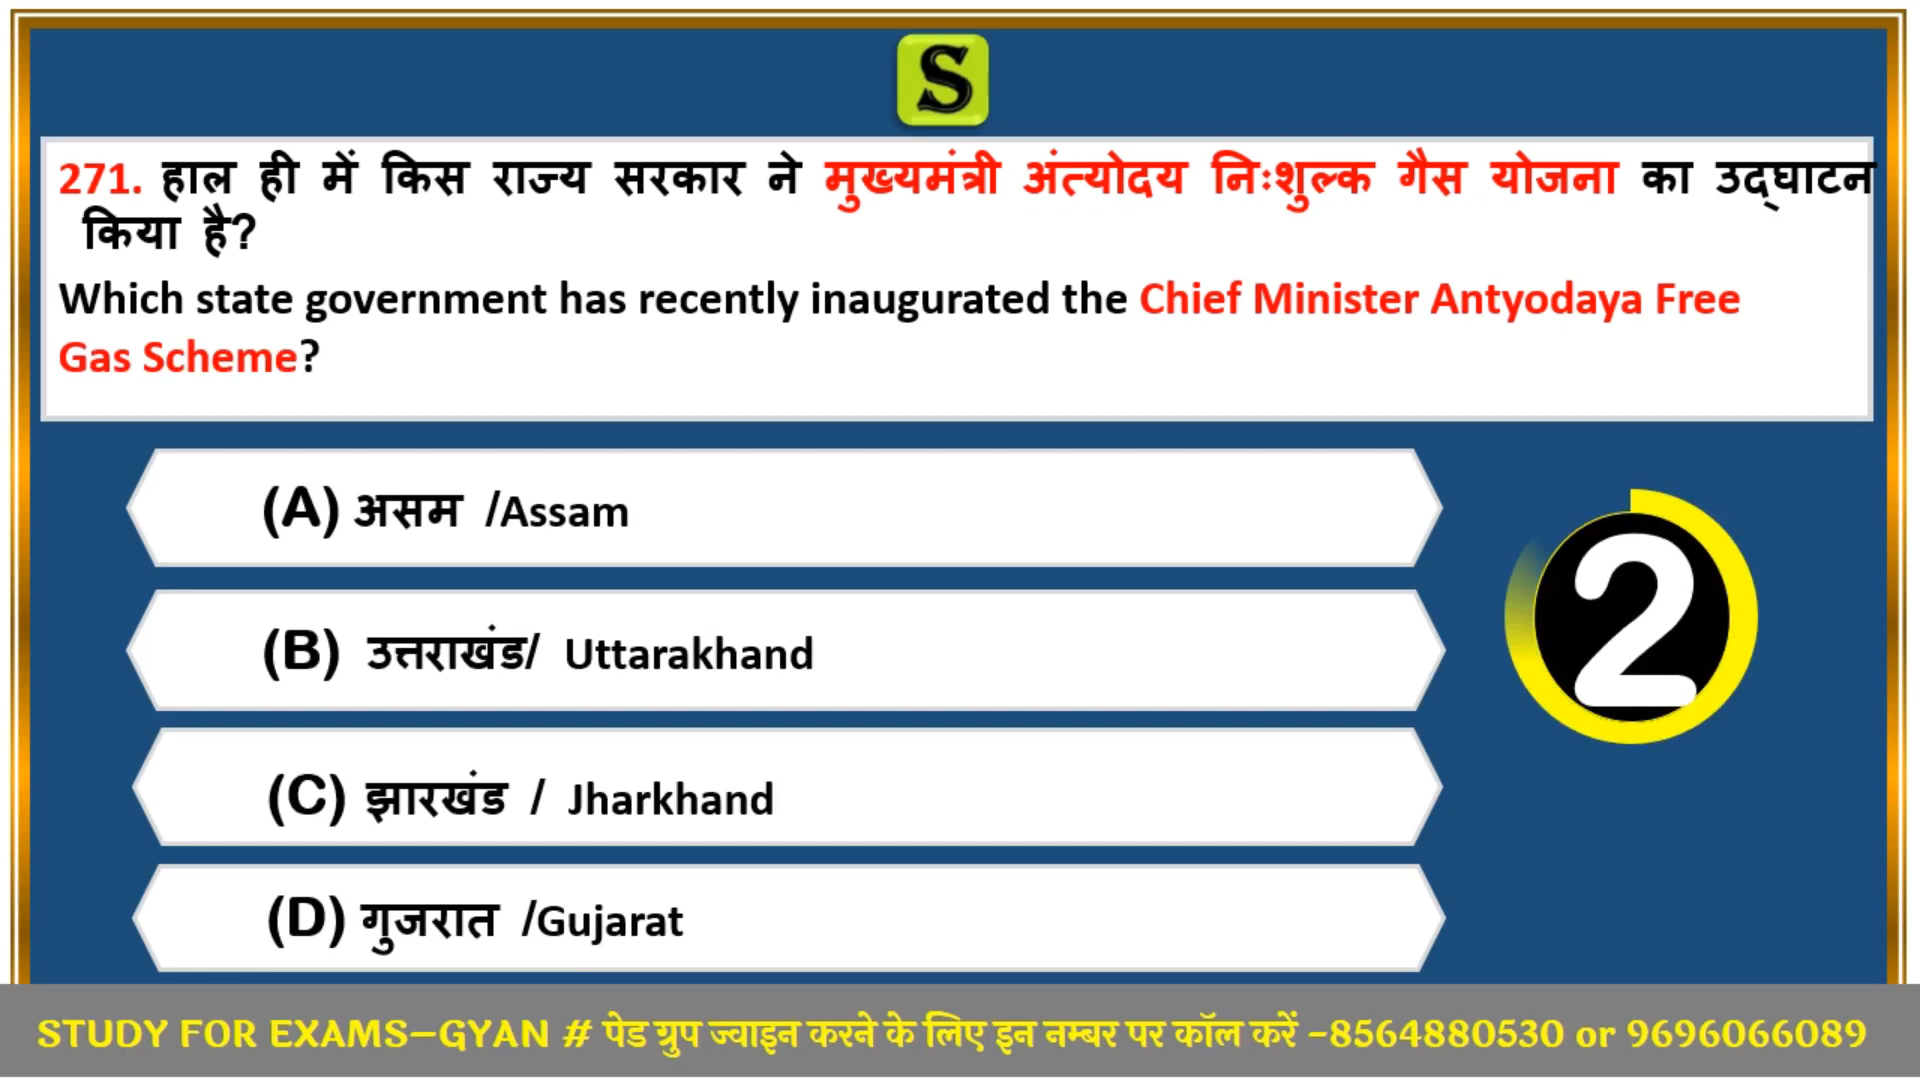 S
271. हाल ही में किस राज्य सरकार ने मुख्यमंत्री अंत्योदय निःशुल्क गैस योजना का उद्घाटन
किया है?
Which state government has recently inaugurated the Chief Minister Antyodaya Free
Gas Scheme?
(A) असम /Assam
(B) उत्तराखंड/ Uttarakhand
2
(C) झारखंड / Jharkhand
(D) गुजरात /Gujarat
STUDY FOR EXAMS–GYAN # पेड ग्रुप ज्वाइन करने के लिए इन नम्बर पर कॉल करें –8564880530 or 9696066089